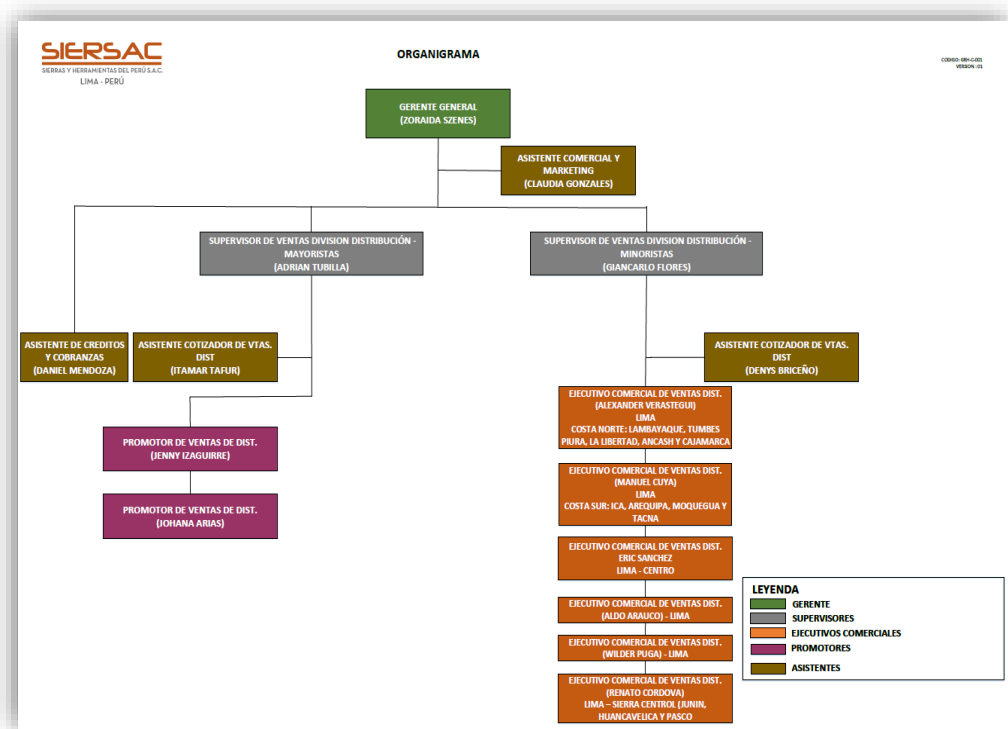 SIERSAC
SIERRAS Y HERRAMIENTAS DEL PERÚ S.A.C.
LIMA - PERÚ
ORGANIGRAMA
CODIGO: GRH-C-001
VERSION :01
GERENTE GENERAL
(ZORAIDA SZENES)
ASISTENTE COMERCIAL Y
MARKETING
(CLAUDIA GONZALES)
SUPERVISOR DE VENTAS DIVISION DISTRIBUCIÓN -
MAYORISTAS
(ADRIAN TUBILLA)
SUPERVISOR DE VENTAS DIVISION DISTRIBUCIÓN -
MINORISTAS
(GIANCARLO FLORES)
ASISTENTE DE CREDITOS
Y COBRANZAS
(DANIEL MENDOZA)
ASISTENTE COTIZADOR DE VTAS.
DIST
(ITAMAR TAFUR)
ASISTENTE COTIZADOR DE VTAS.
DIST
(DENYS BRICEÑO)
PROMOTOR DE VENTAS DE DIST.
(JENNY IZAGUIRRE)
PROMOTOR DE VENTAS DE DIST.
(JOHANA ARIAS)
EJECUTIVO COMERCIAL DE VENTAS DIST.
(ALEXANDER VERASTEGUI)
LIMA
COSTA NORTE: LAMBAYAQUE, TUMBES
PIURA, LA LIBERTAD, ANCASH Y CAJAMARCA
EJECUTIVO COMERCIAL DE VENTAS DIST.
(MANUEL CUYA)
LIMA
COSTA SUR: ICA, AREQUIPA, MOQUEGUA Y
TACNA
EJECUTIVO COMERCIAL DE VENTAS DIST.
ERIC SANCHEZ
LIMA - CENTRO
EJECUTIVO COMERCIAL DE VENTAS DIST.
(ALDO ARAUCO) - LIMA
EJECUTIVO COMERCIAL DE VENTAS DIST.
(WILDER PUGA) - LIMA
EJECUTIVO COMERCIAL DE VENTAS DIST.
(RENATO CORDOVA)
LIMA – SIERRA CENTROL (JUNIN,
HUANCAVELICA Y PASCO
LEYENDA
GERENTE
SUPERVISORES
EJECUTIVOS COMERCIALES
PROMOTORES
ASISTENTES